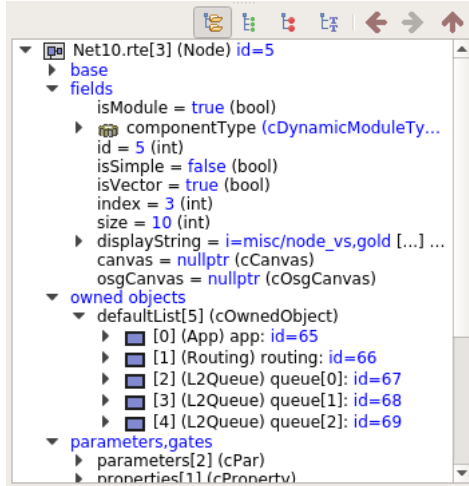 Net10.rte[3] (Node) id=5
base
fields
isModule = true (bool)
componentType (cDynamicModuleTy...
id = 5 (int)
isSimple = false (bool)
isVector = true (bool)
index = 3 (int)
size = 10 (int)
displayString = i=misc/node_vs,gold [...] ...
canvas = nullptr (cCanvas)
osgCanvas = nullptr (cOsgCanvas)
owned objects
defaultList[5] (cOwnedObject)
[0] (App) app: id=65
[1] (Routing) routing: id=66
[2] (L2Queue) queue[0]: id=67
[3] (L2Queue) queue[1]: id=68
[4] (L2Queue) queue[2]: id=69
parameters,gates
parameters[2] (cPar)
properties[1] (cProperty)